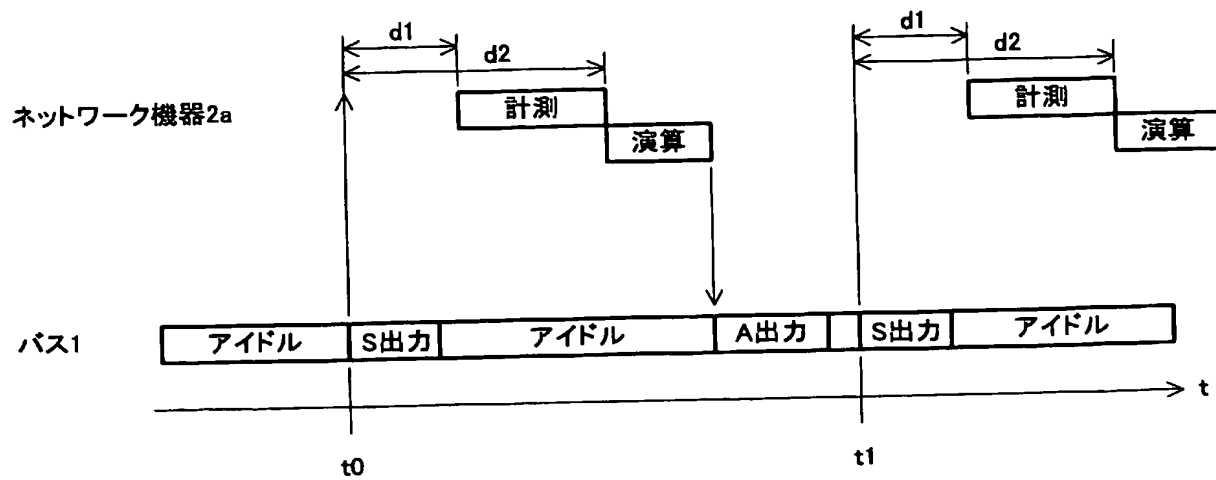 d1
d2
d1
d2
ネットワーク機器2a
計測
演算
計測
演算
バス1
アイドル
S出力
アイドル
A出力
S出力
アイドル
t
t0
t1